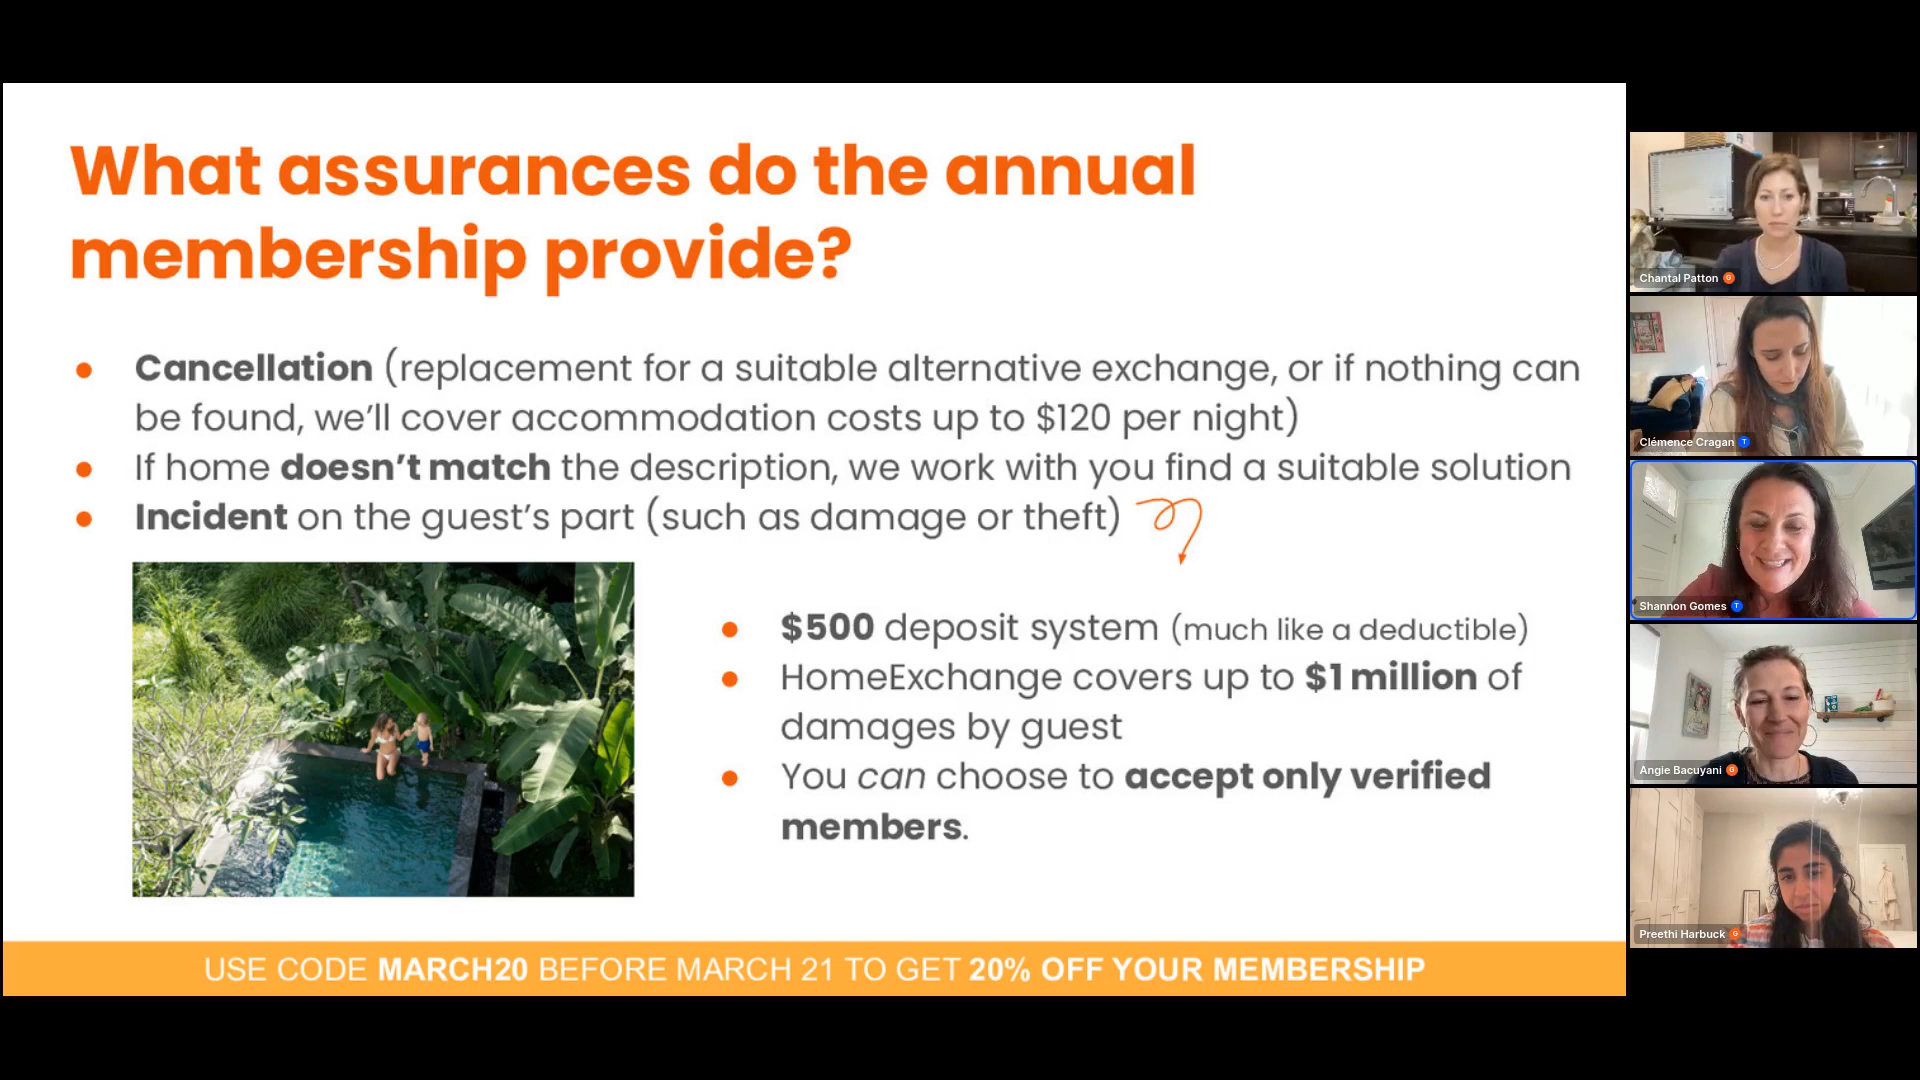 What assurances do the annual
membership provide?
Cancellation (replacement for a suitable alternative exchange, or if nothing can
be found, we'll cover accommodation costs up to $120 per night)
If home doesn't match the description, we work with you find a suitable solution
Incident on the guest's part (such as damage or theft)
$500 deposit system (much like a deductible)
HomeExchange covers up to $1 million of
damages by guest
You can choose to accept only verified
members.
USE CODE MARCH20 BEFORE MARCH 21 TO GET 20% OFF YOUR MEMBERSHIP
Chantal Patton G
Clémence Cragan T
Shannon Gomes T
Angie Bacuyani G
Preethi Harbuck G